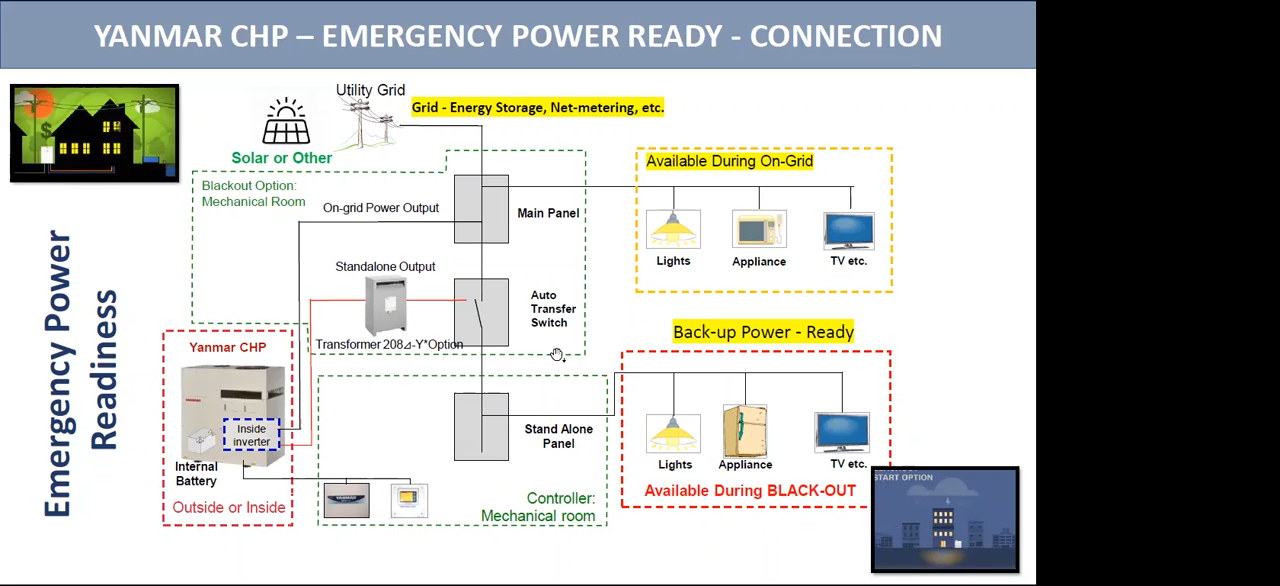 YANMAR CHP – EMERGENCY POWER READY - CONNECTION
Utility Grid
Grid - Energy Storage, Net-metering, etc.
Solar or Other
Blackout Option:
Mechanical Room
On-grid Power Output
Main Panel
Available During On-Grid
Lights
Appliance
TV etc.
Standalone Output
Auto
Transfer
Switch
Transformer 208⊿-Y*Option
Back-up Power - Ready
Emergency Power
Readiness
Yanmar CHP
Inside
inverter
Internal
Battery
Outside or Inside
Stand Alone
Panel
YANMAR
Controller:
Mechanical room
Lights
Appliance
TV etc.
Available During BLACK-OUT
START OPTION